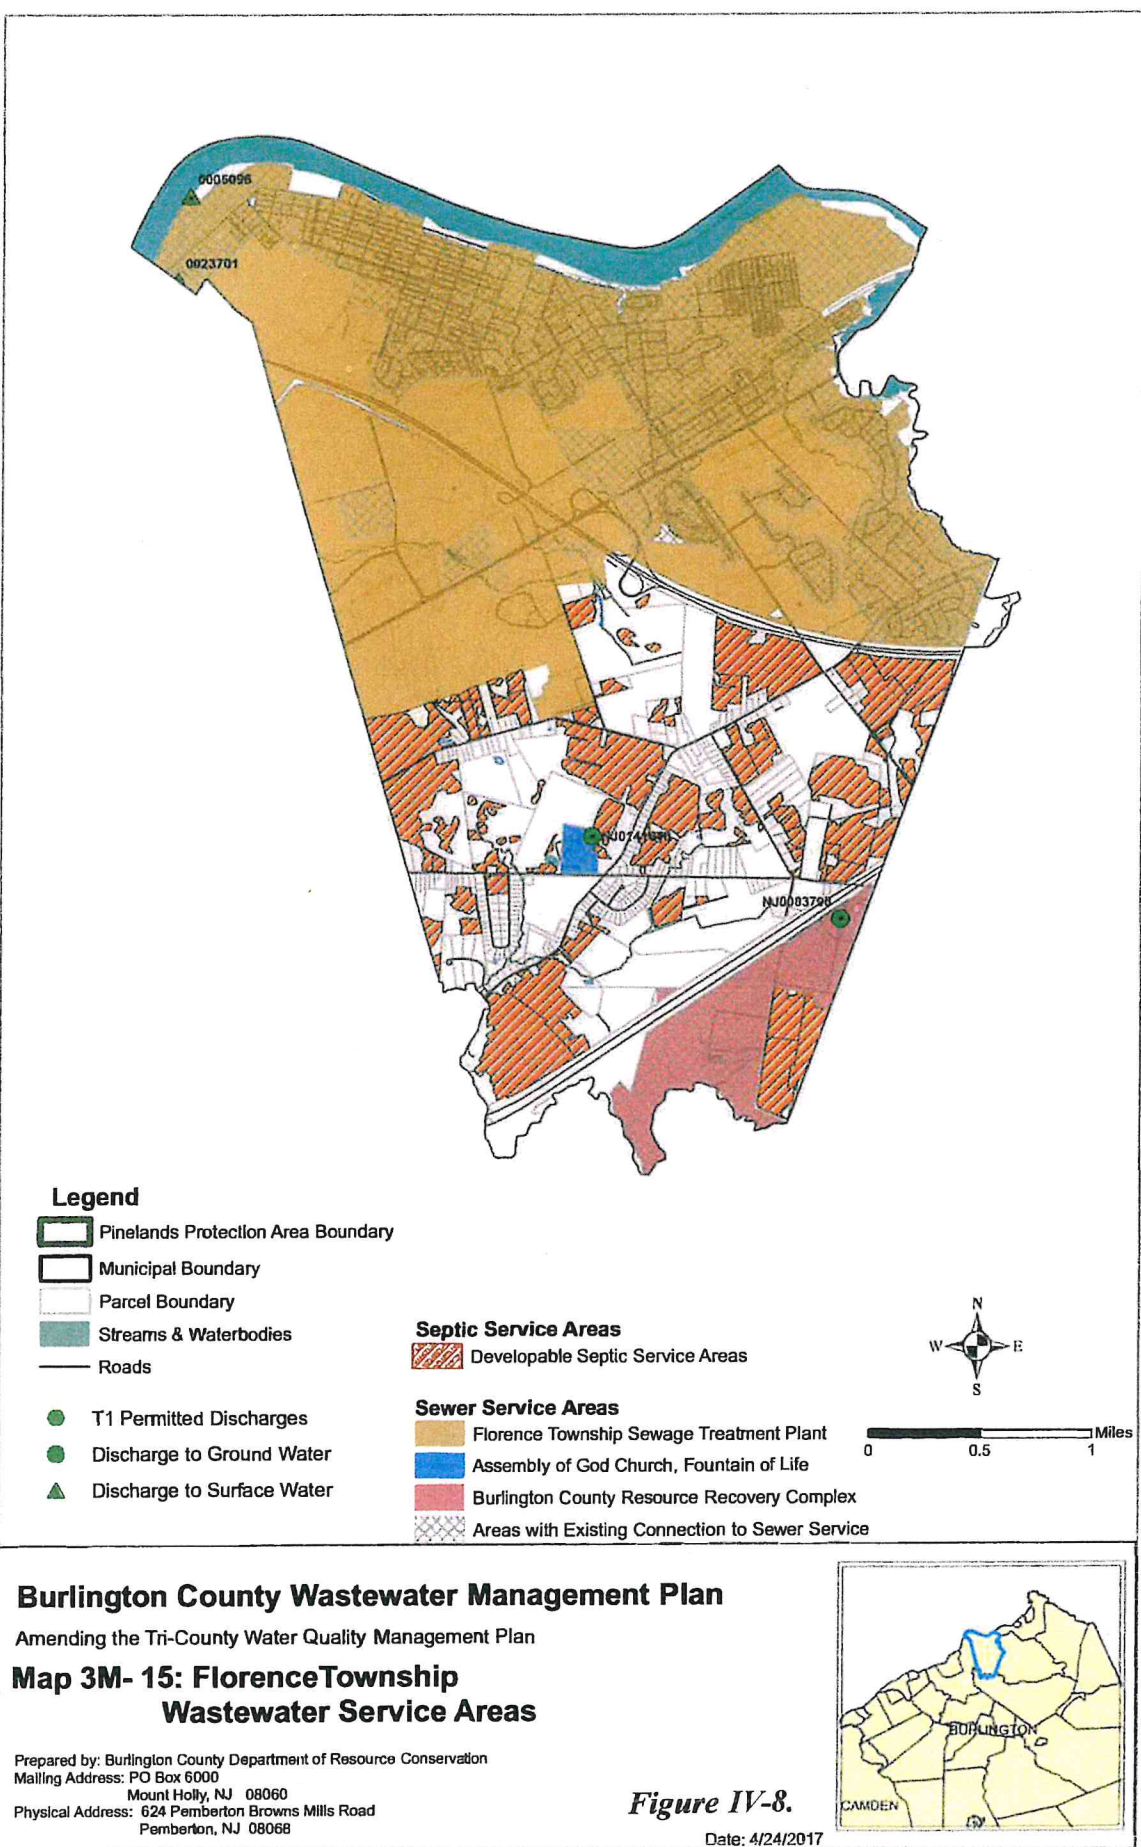 0005096
0023701
NJ0083790
Legend
Pinelands Protection Area Boundary
Municipal Boundary
Parcel Boundary
Streams & Waterbodies
Roads
T1 Permitted Discharges
Discharge to Ground Water
Discharge to Surface Water
Septic Service Areas
Developable Septic Service Areas
Sewer Service Areas
Florence Township Sewage Treatment Plant
Assembly of God Church, Fountain of Life
Burlington County Resource Recovery Complex
Areas with Existing Connection to Sewer Service
N
W E
S
Miles
0 0.5 1
Burlington County Wastewater Management Plan
Amending the Tri-County Water Quality Management Plan
Map 3M- 15: FlorenceTownship
Wastewater Service Areas
Prepared by: Burlington County Department of Resource Conservation
Mailing Address: PO Box 6000
Mount Holly, NJ 08060
Physical Address: 624 Pemberton Browns Mills Road
Pemberton, NJ 08068
Figure IV-8.
Date: 4/24/2017
BURLINGTON
CAMDEN